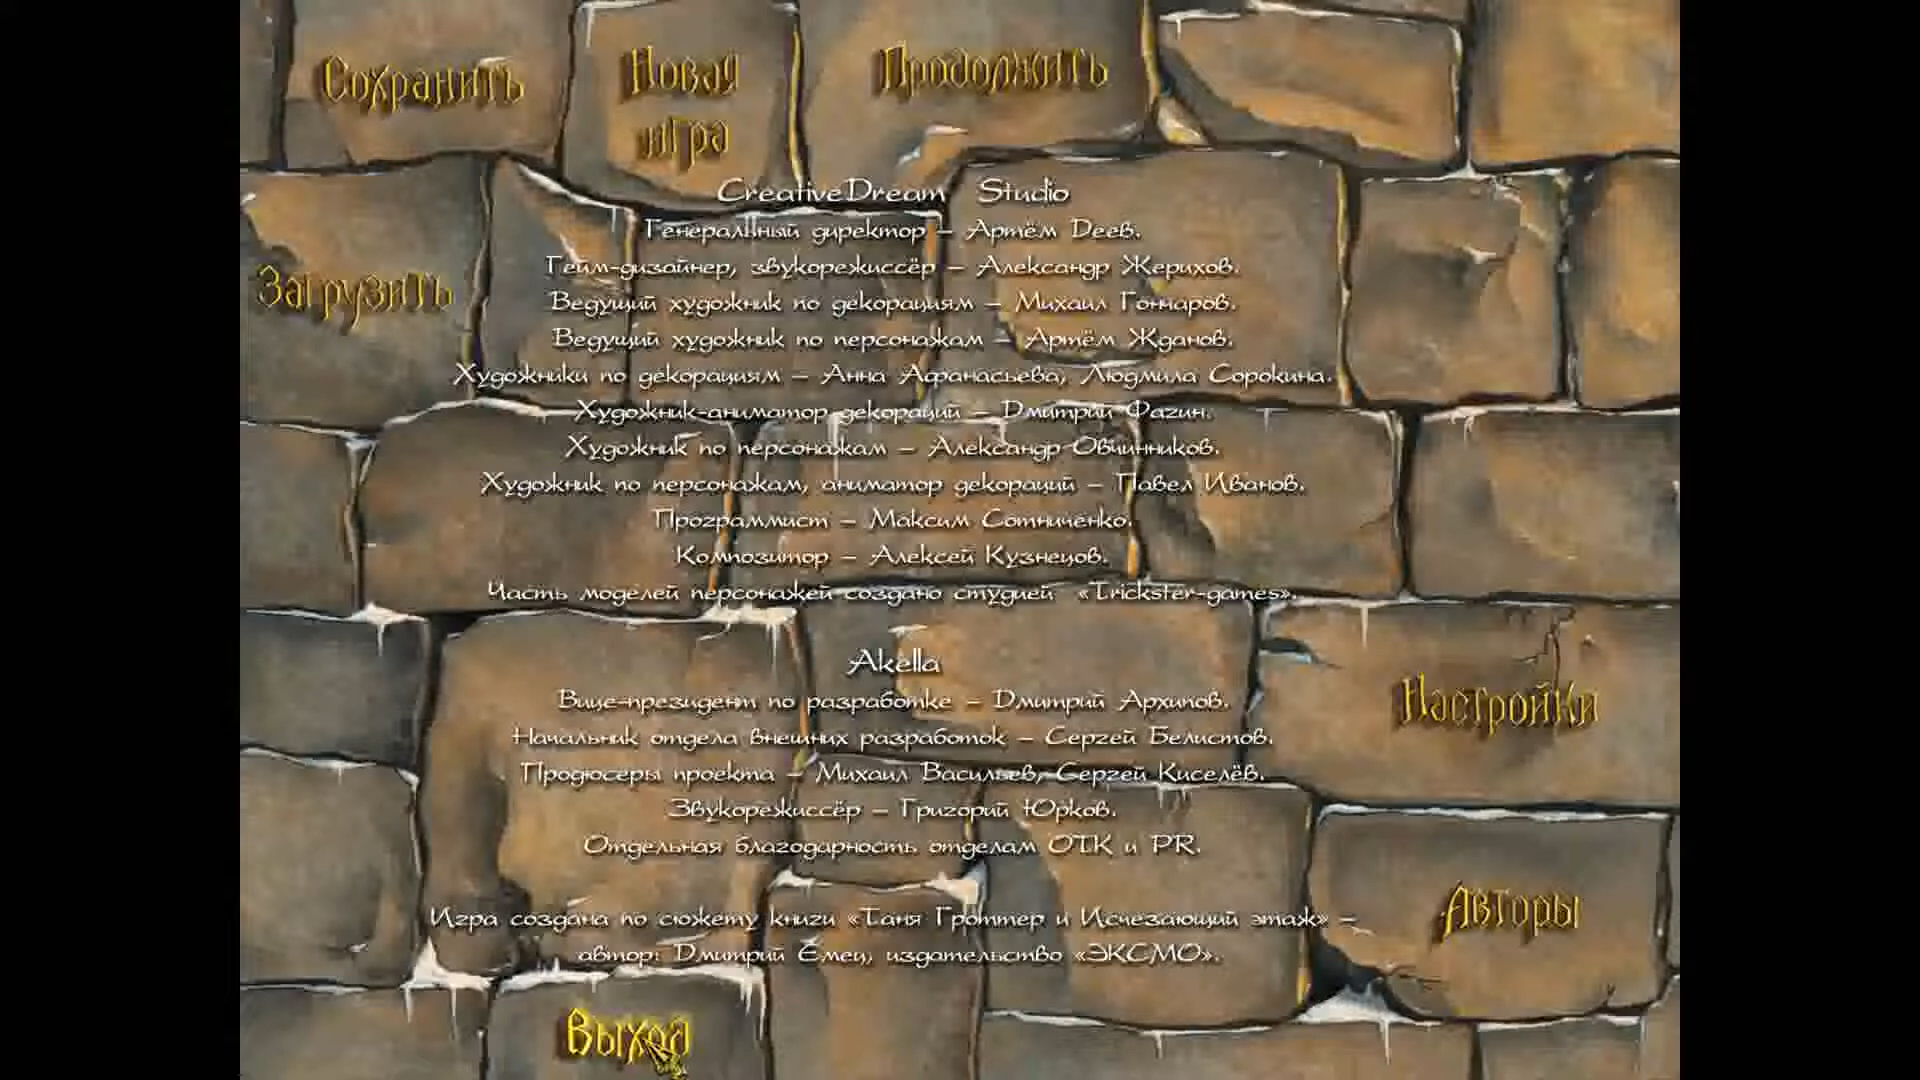 Сохранить
Новая
игра
Продолжить
CreativeDream Studio
Генеральный директор – Артём Деев.
Гейм-дизайнер, звукорежиссёр – Александр Жерихов.
Загрузить
Ведущий художник по декорациям – Михаил Гончаров.
Ведущий художник по персонажам – Артём Жданов.
Художники по декорациям – Анна Афанасьева, Людмила Сорокина.
Художник-аниматор декораций – Дмитрий Фагин.
Художник по персонажам – Александр Овчинников.
Художник по персонажам, аниматор декораций – Павел Иванов.
Программист – Максим Сотниченко.
Композитор – Алексей Кузнецов.
Часть моделей персонажей создано студией «Trickster-games».
Akella
Вице-президент по разработке – Дмитрий Архипов.
Настройки
Начальник отдела внешних разработок – Сергей Белистов.
Продюсеры проекта – Михаил Васильев, Сергей Киселёв.
Звукорежиссёр – Григорий Юрков.
Отдельная благодарность отделам ОТК и PR.
Авторы
Игра создана по сюжету книги «Таня Гроттер и Исчезающий этаж» –
автор: Дмитрий Емец, издательство «ЭКСМО».
Выход